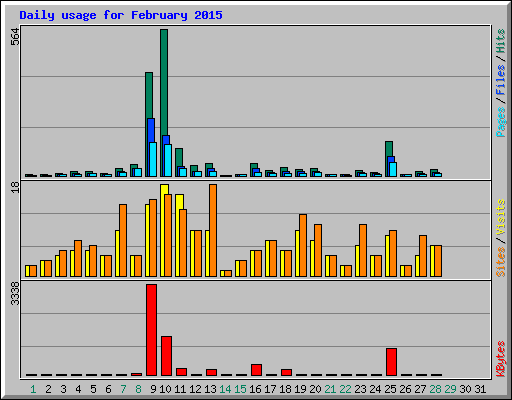 Daily usage for February 2015
564
Pages / Files / Hits
18
Sites / Visits
3338
KBytes
1 2 3 4 5 6 7 8 9 10 11 12 13 14 15 16 17 18 19 20 21 22 23 24 25 26 27 28 29 30 31